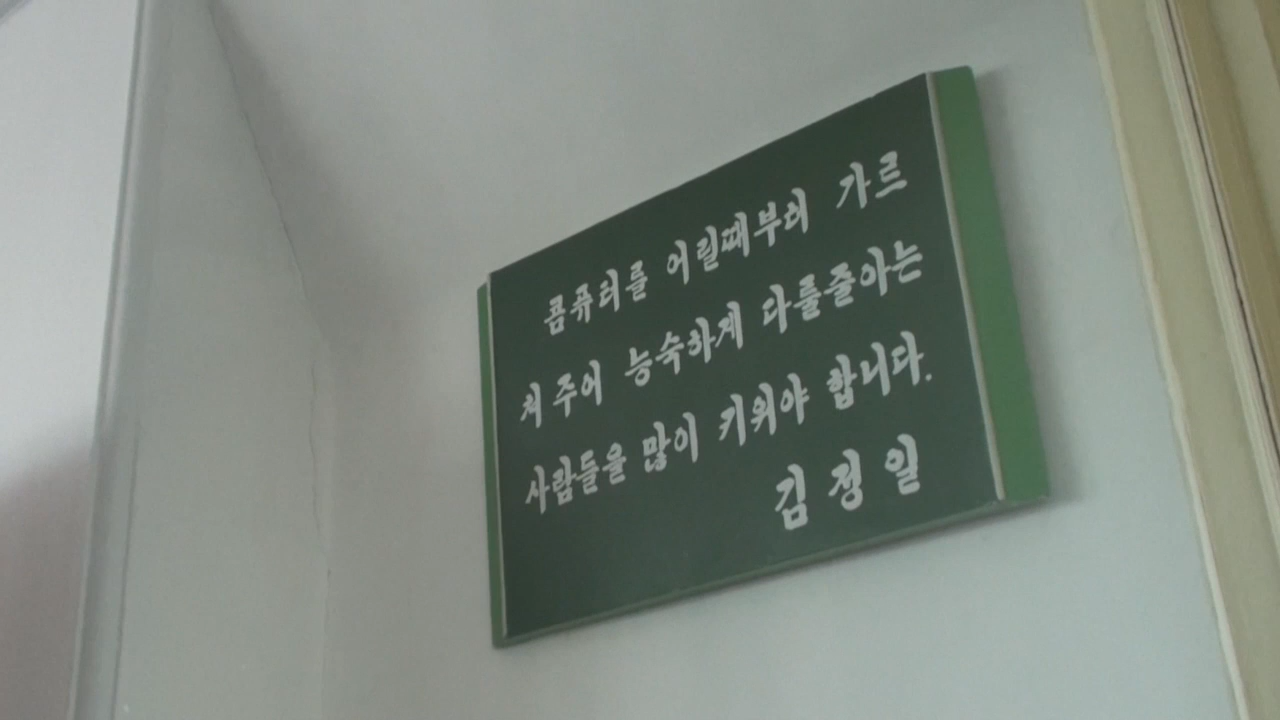 콤퓨터를 어릴때부터 가르
쳐주어 능숙하게 다룰줄아는
사람들을 많이 키워야 합니다.
김정일